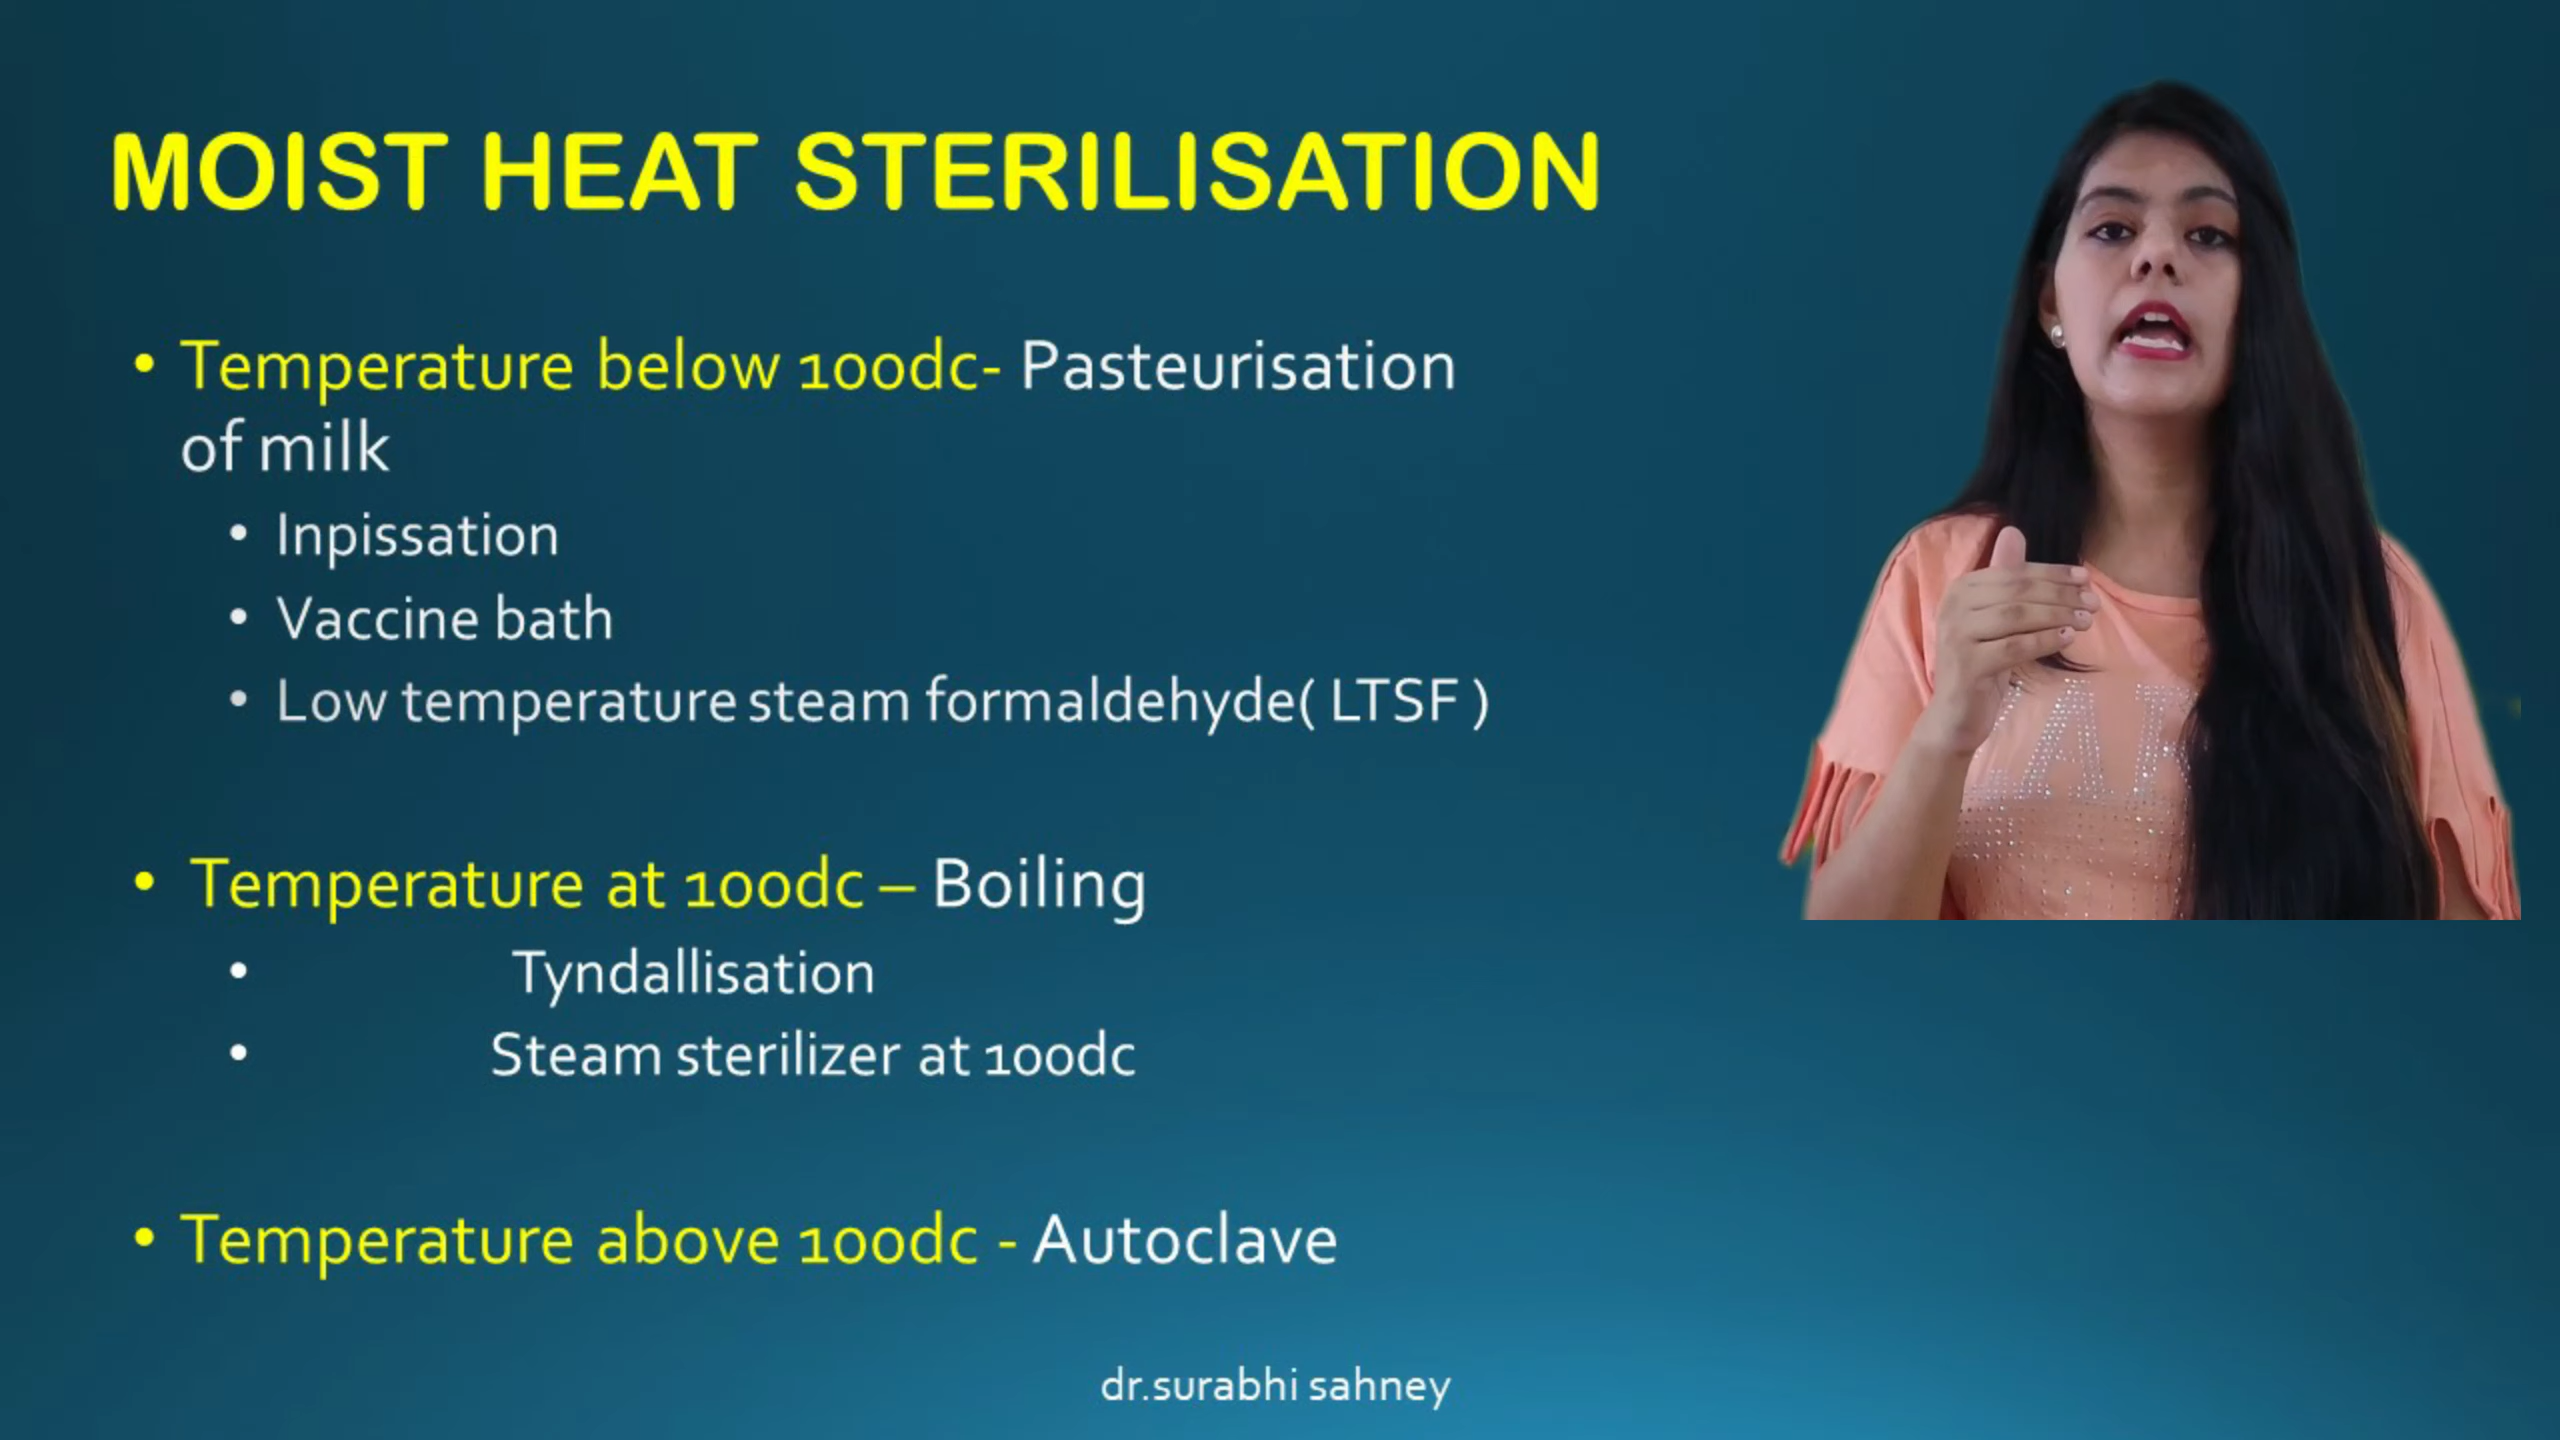 MOIST HEAT STERILISATION
• Temperature below 100dc- Pasteurisation
of milk
• Inpissation
• Vaccine bath
• Low temperature steam formaldehyde( LTSF )
• Temperature at 100dc – Boiling
• Tyndallisation
• Steam sterilizer at 100dc
• Temperature above 100dc - Autoclave
dr.surabhi sahney